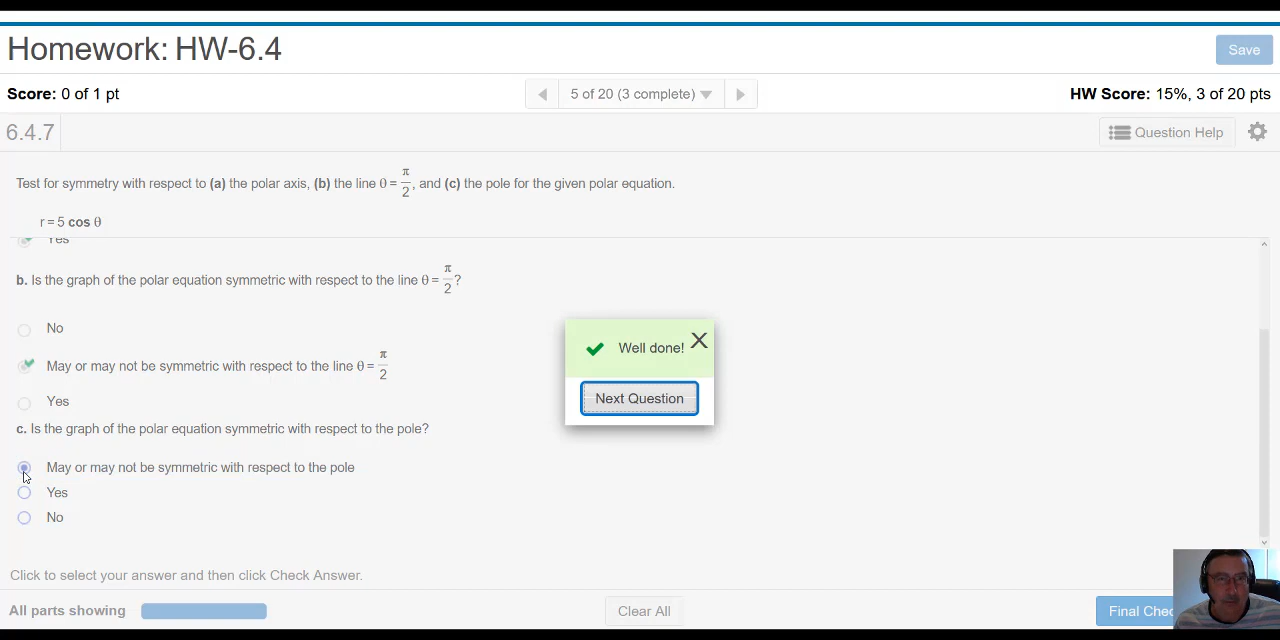 Homework: HW-6.4
Save
Score: 0 of 1 pt
5 of 20 (3 complete)
HW Score: 15%, 3 of 20 pts
6.4.7
Question Help
Test for symmetry with respect to (a) the polar axis, (b) the line θ = π/2, and (c) the pole for the given polar equation.
r = 5 cos θ
Yes
b. Is the graph of the polar equation symmetric with respect to the line θ = π/2?
No
May or may not be symmetric with respect to the line θ = π/2
Yes
c. Is the graph of the polar equation symmetric with respect to the pole?
May or may not be symmetric with respect to the pole
Yes
No
Well done!
Next Question
Click to select your answer and then click Check Answer.
All parts showing
Clear All
Final Chec